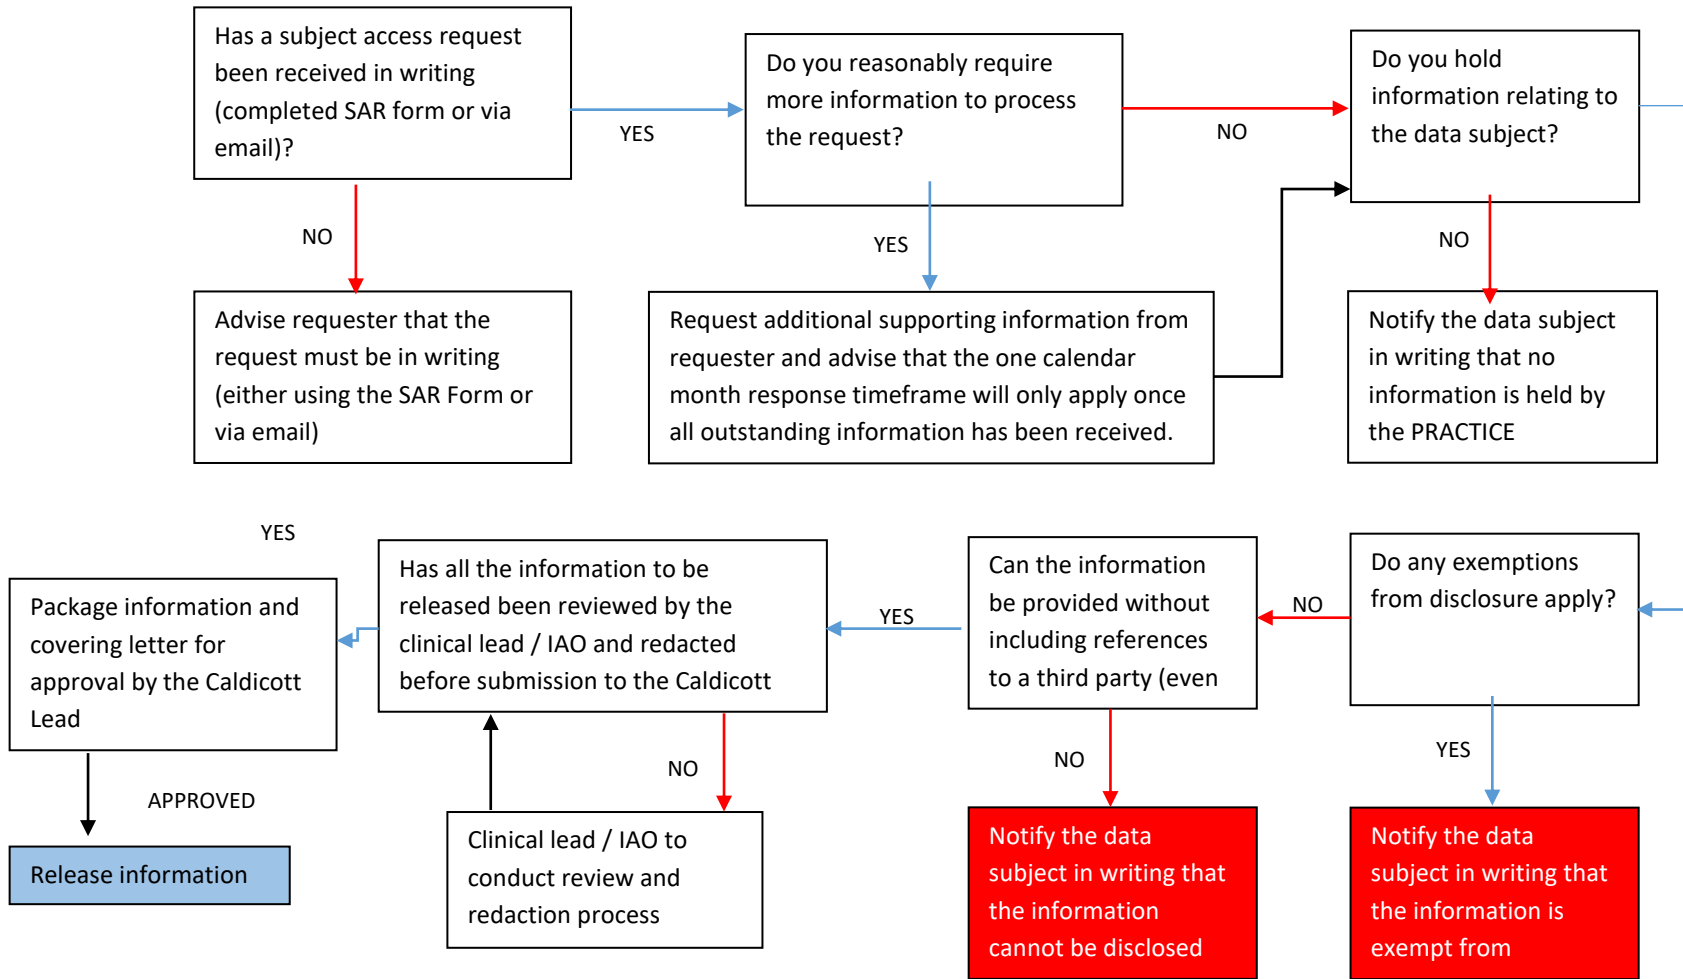 Has a subject access request
been received in writing
(completed SAR form or via
email)?
YES
NO
Do you reasonably require
more information to process
the request?
NO
YES
Do you hold
information relating to
the data subject?
NO
Advise requester that the
request must be in writing
(either using the SAR Form or
via email)
Request additional supporting information from
requester and advise that the one calendar
month response timeframe will only apply once
all outstanding information has been received.
Notify the data subject
in writing that no
information is held by
the PRACTICE
Do any exemptions
from disclosure apply?
NO
YES
Can the information
be provided without
including references
to a third party (even
YES
NO
Has all the information to be
released been reviewed by the
clinical lead / IAO and redacted
before submission to the Caldicott
YES
NO
Package information and
covering letter for
approval by the Caldicott
Lead
APPROVED
Release information
Clinical lead / IAO to
conduct review and
redaction process
Notify the data
subject in writing that
the information
cannot be disclosed
Notify the data
subject in writing that
the information is
exempt from